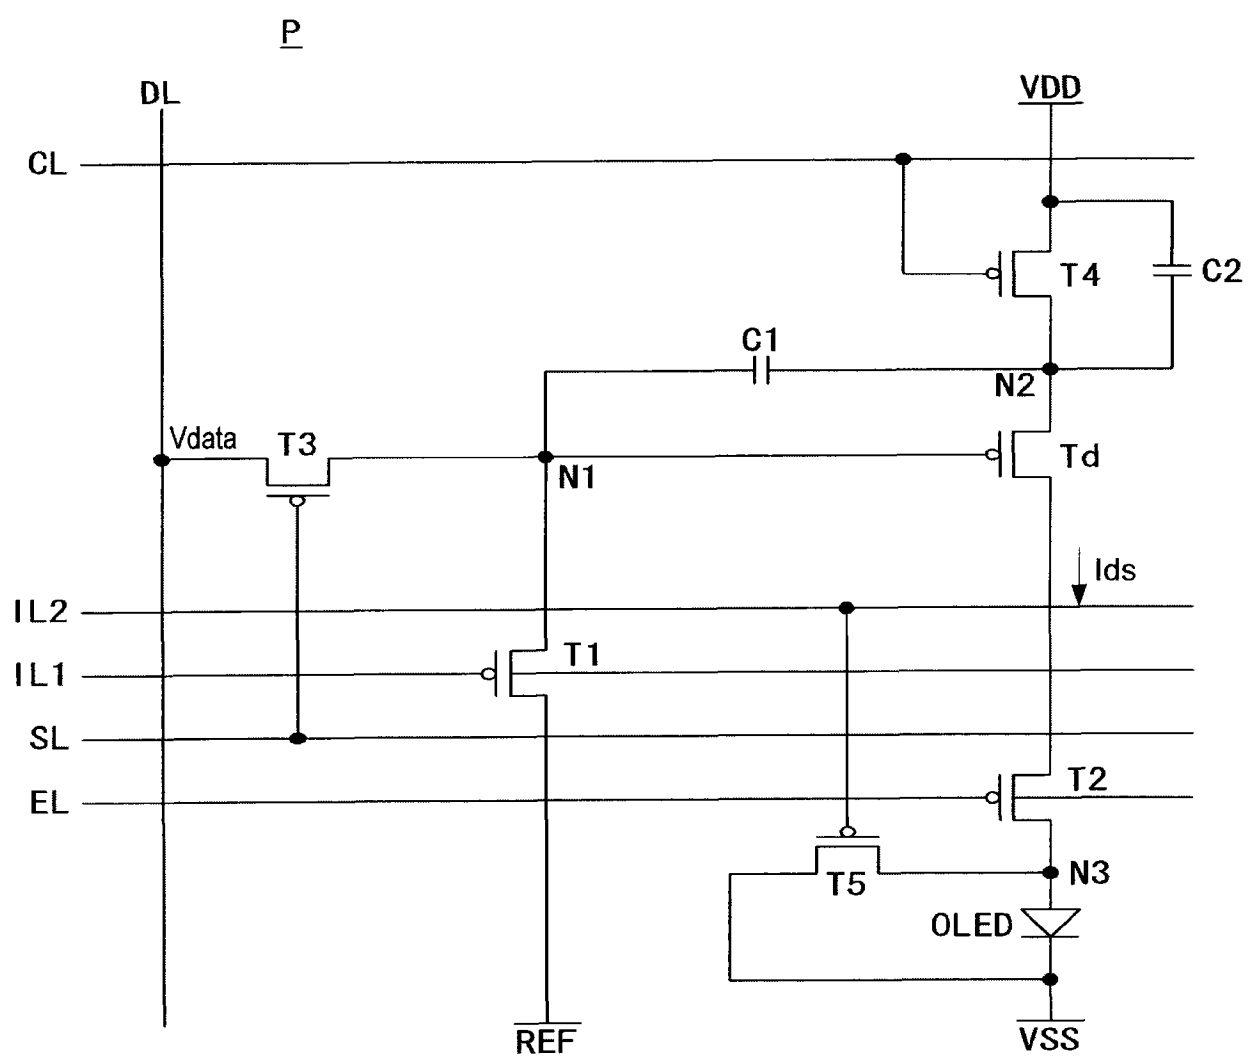 P
DL
VDD
CL
T4
C2
C1
N2
Vdata
T3
Td
N1
Ids
IL2
T1
IL1
SL
T2
EL
N3
T5
OLED
REF
VSS